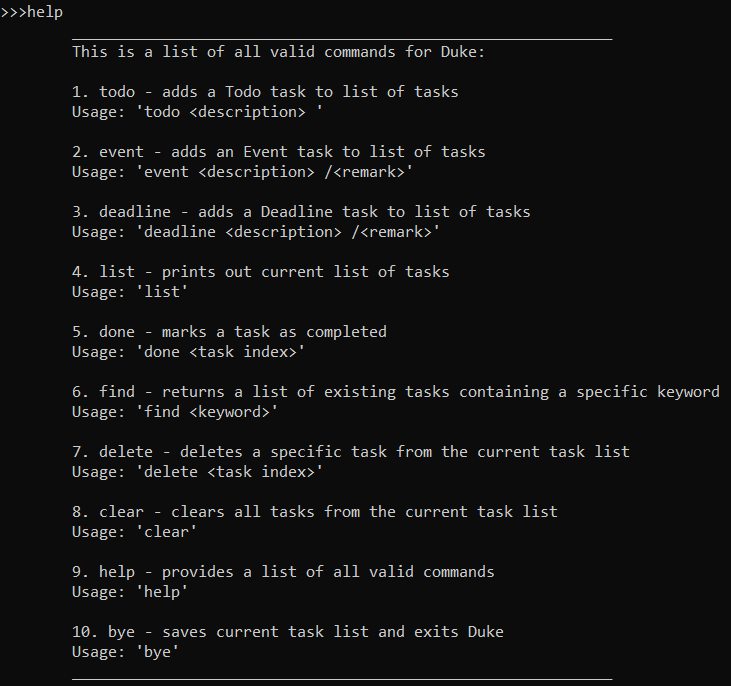 >>>help
This is a list of all valid commands for Duke:
1. todo - adds a Todo task to list of tasks
Usage: 'todo <description> '
2. event - adds an Event task to list of tasks
Usage: 'event <description> /<remark>'
3. deadline - adds a Deadline task to list of tasks
Usage: 'deadline <description> /<remark>'
4. list - prints out current list of tasks
Usage: 'list'
5. done - marks a task as completed
Usage: 'done <task index>'
6. find - returns a list of existing tasks containing a specific keyword
Usage: 'find <keyword>'
7. delete - deletes a specific task from the current task list
Usage: 'delete <task index>'
8. clear - clears all tasks from the current task list
Usage: 'clear'
9. help - provides a list of all valid commands
Usage: 'help'
10. bye - saves current task list and exits Duke
Usage: 'bye'